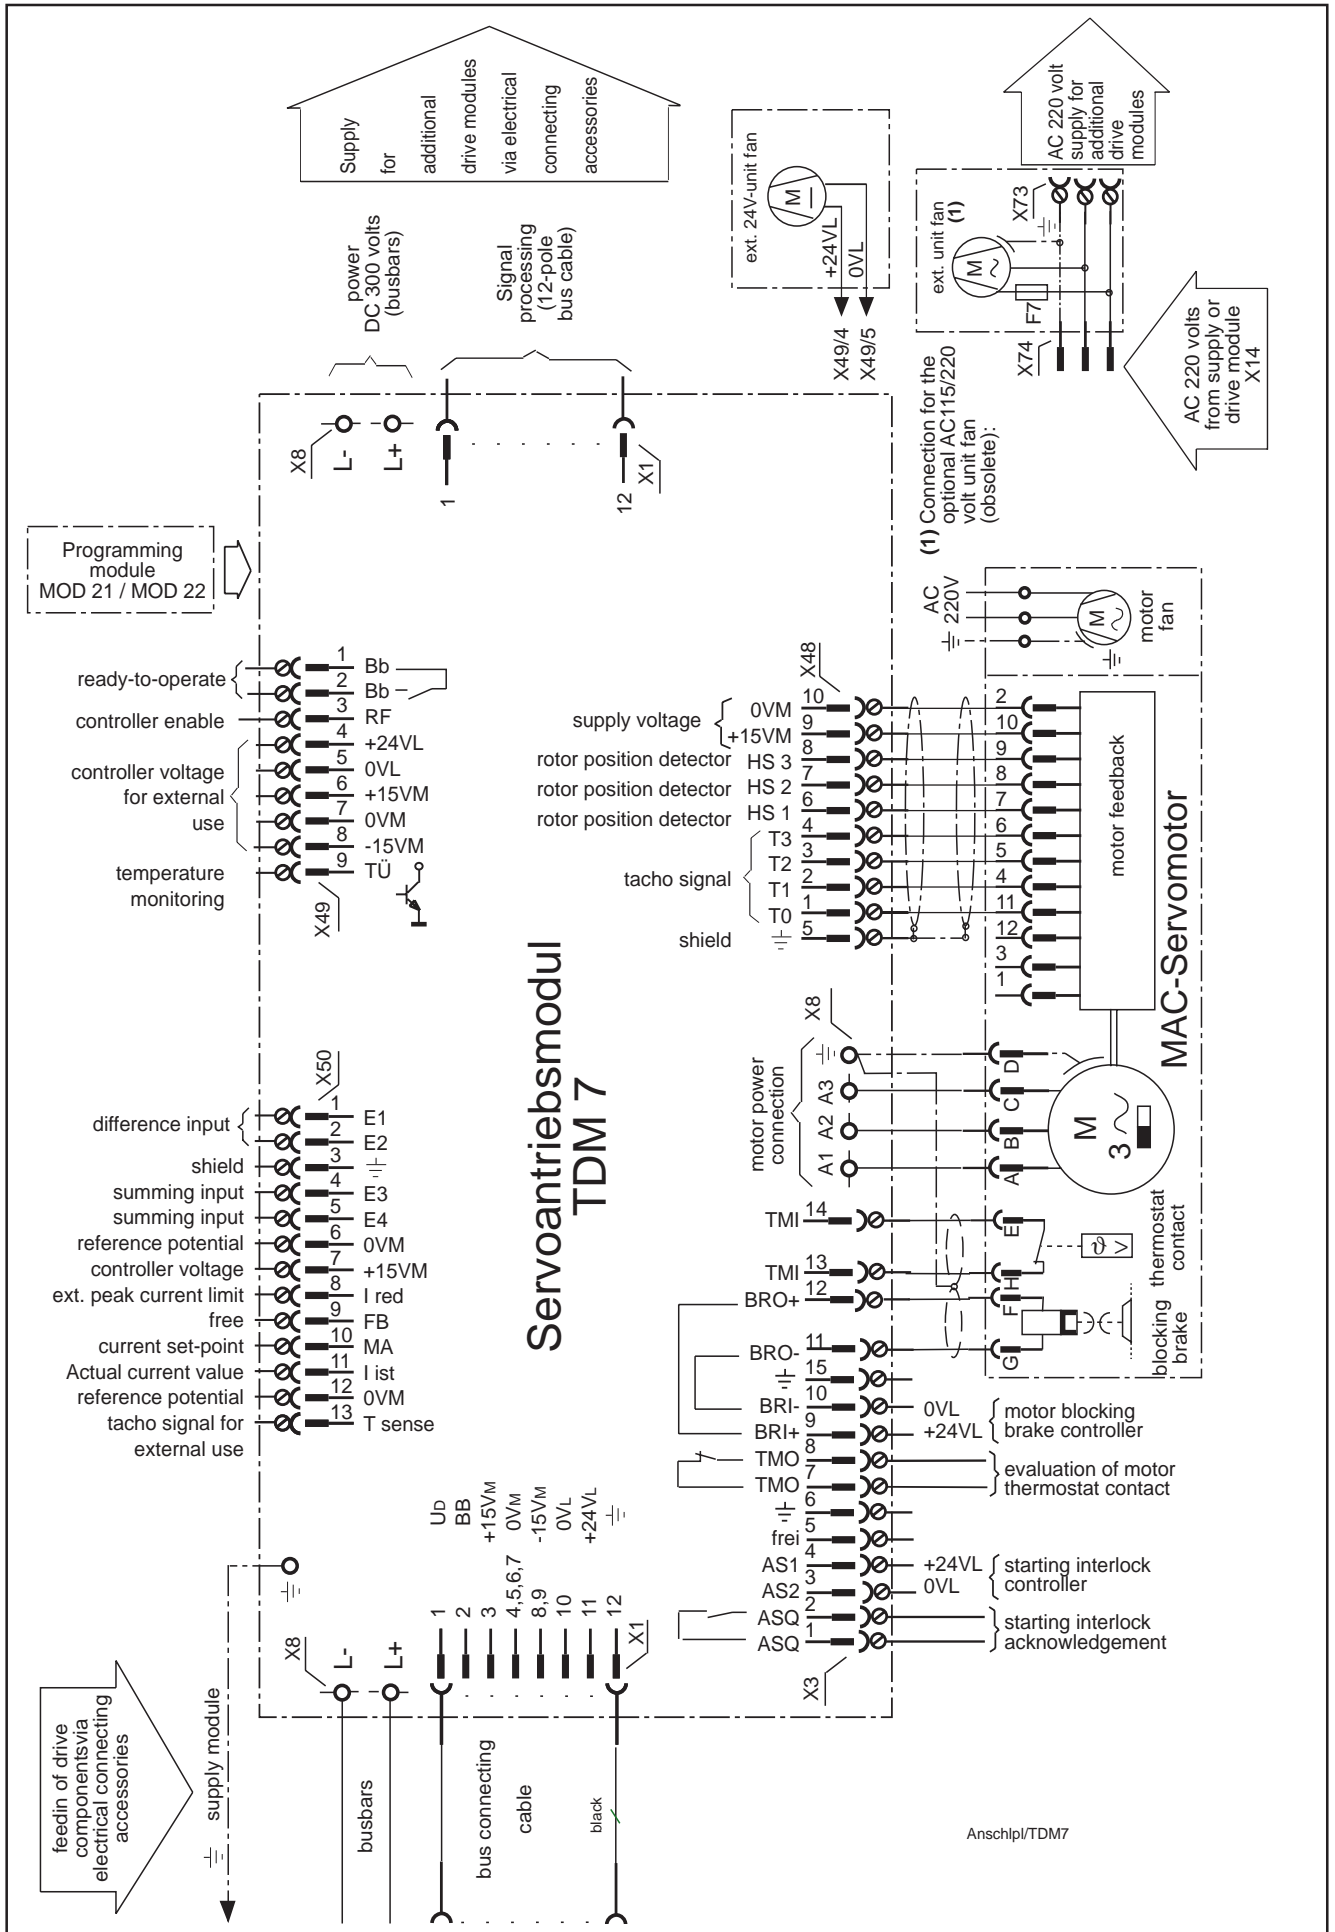 Supply
for
additional
drive modules
via electrical
connecting
accessories
AC 220 volt
supply for
additional
drive
modules
ext. 24V-unit fan
M
+24VL
0VL
X49/4
X49/5
ext. unit fan
(1)
M
F7
X73
X74
AC 220 volts
from supply or
drive module
X14
(1) Connection for the
optional AC115/220
volt unit fan
(obsolete):
power
DC 300 volts
(busbars)
Signal
processing
(12-pole
bus cable)
X8
L-
L+
1
12
X1
Programming
module
MOD 21 / MOD 22
ready-to-operate
1 Bb
2 Bb
controller enable 3 RF
controller voltage
for external
use
4 +24VL
5 0VL
6 +15VM
7 0VM
8 -15VM
temperature
monitoring
9 TÜ
X49
X50
difference input
1 E1
2 E2
shield 3
summing input 4 E3
summing input 5 E4
reference potential 6 0VM
controller voltage 7 +15VM
ext. peak current limit 8 I red
free 9 FB
current set-point 10 MA
Actual current value 11 I ist
reference potential 12 0VM
tacho signal for
external use
13 T sense
Servoantriebsmodul
TDM 7
X48
supply voltage
0VM 10 2
+15VM 9 10
rotor position detector HS 3 8 9
rotor position detector HS 2 7 8
rotor position detector HS 1 6 7
tacho signal
T3 4 6
T2 3 5
T1 2 4
T0 1 11
shield 5 12
3
1
motor feedback
MAC-Servomotor
AC
220V
M
motor
fan
X8
motor power
connection
A3
A2
A1
D
C
B
A
M
3
TMI 14 E
TMI 13 H
BRO+ 12 F
BRO- 11 G
ϑ
V
thermostat
contact
blocking
brake
15
BRI- 10 0VL
BRI+ 9 +24VL
motor blocking
brake controller
TMO 8
TMO 7
evaluation of motor
thermostat contact
6
frei 5
AS1 4 +24VL
AS2 3 0VL
starting interlock
controller
ASQ 2
ASQ 1
starting interlock
acknowledgement
X3
UD
BB
+15VM
0VM
-15VM
0VL
+24VL
1
2
3
4,5,6,7
8,9
10
11
12
X1
X8
L-
L+
feedin of drive
componentsvia
electrical connecting
accessories
supply module
busbars
bus connecting
cable
black
Anschlpl/TDM7